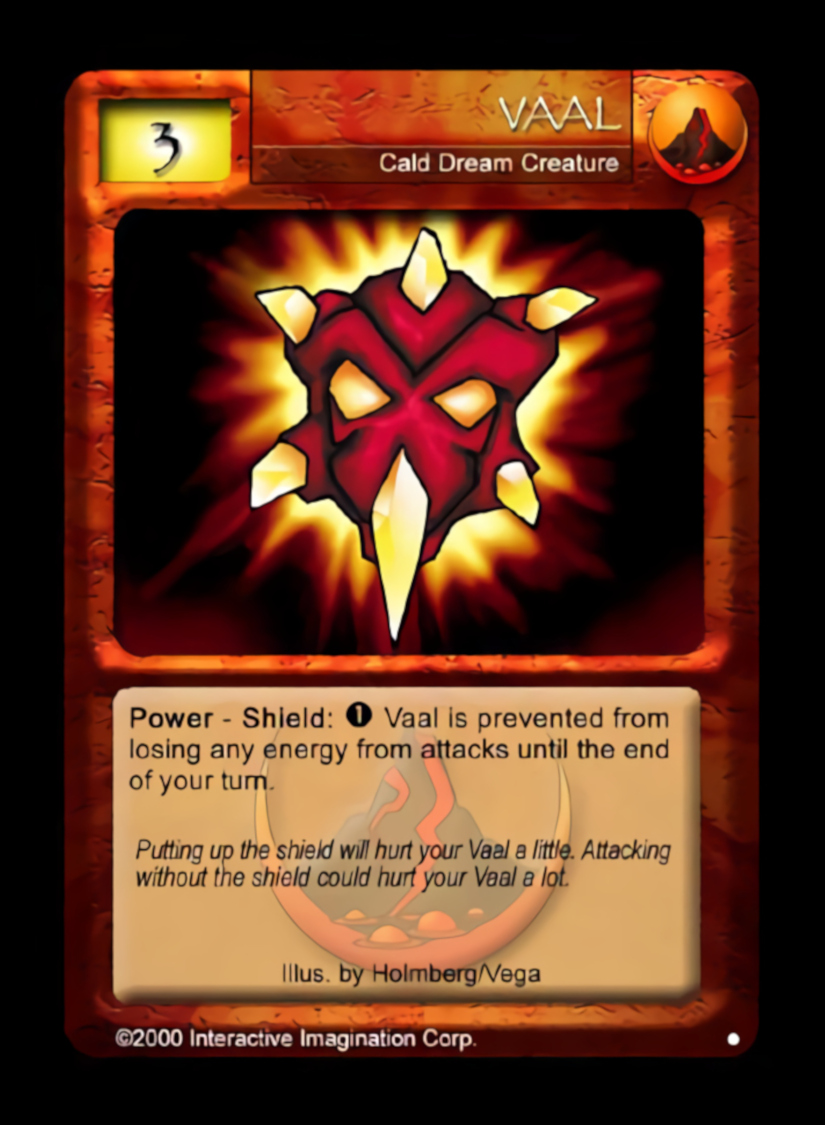 3
VAAL
Cald Dream Creature
Power - Shield: 1 Vaal is prevented from
losing any energy from attacks until the end
of your turn.
Putting up the shield will hurt your Vaal a little. Attacking
without the shield could hurt your Vaal a lot.
Illus. by Holmberg/Vega
©2000 Interactive Imagination Corp.